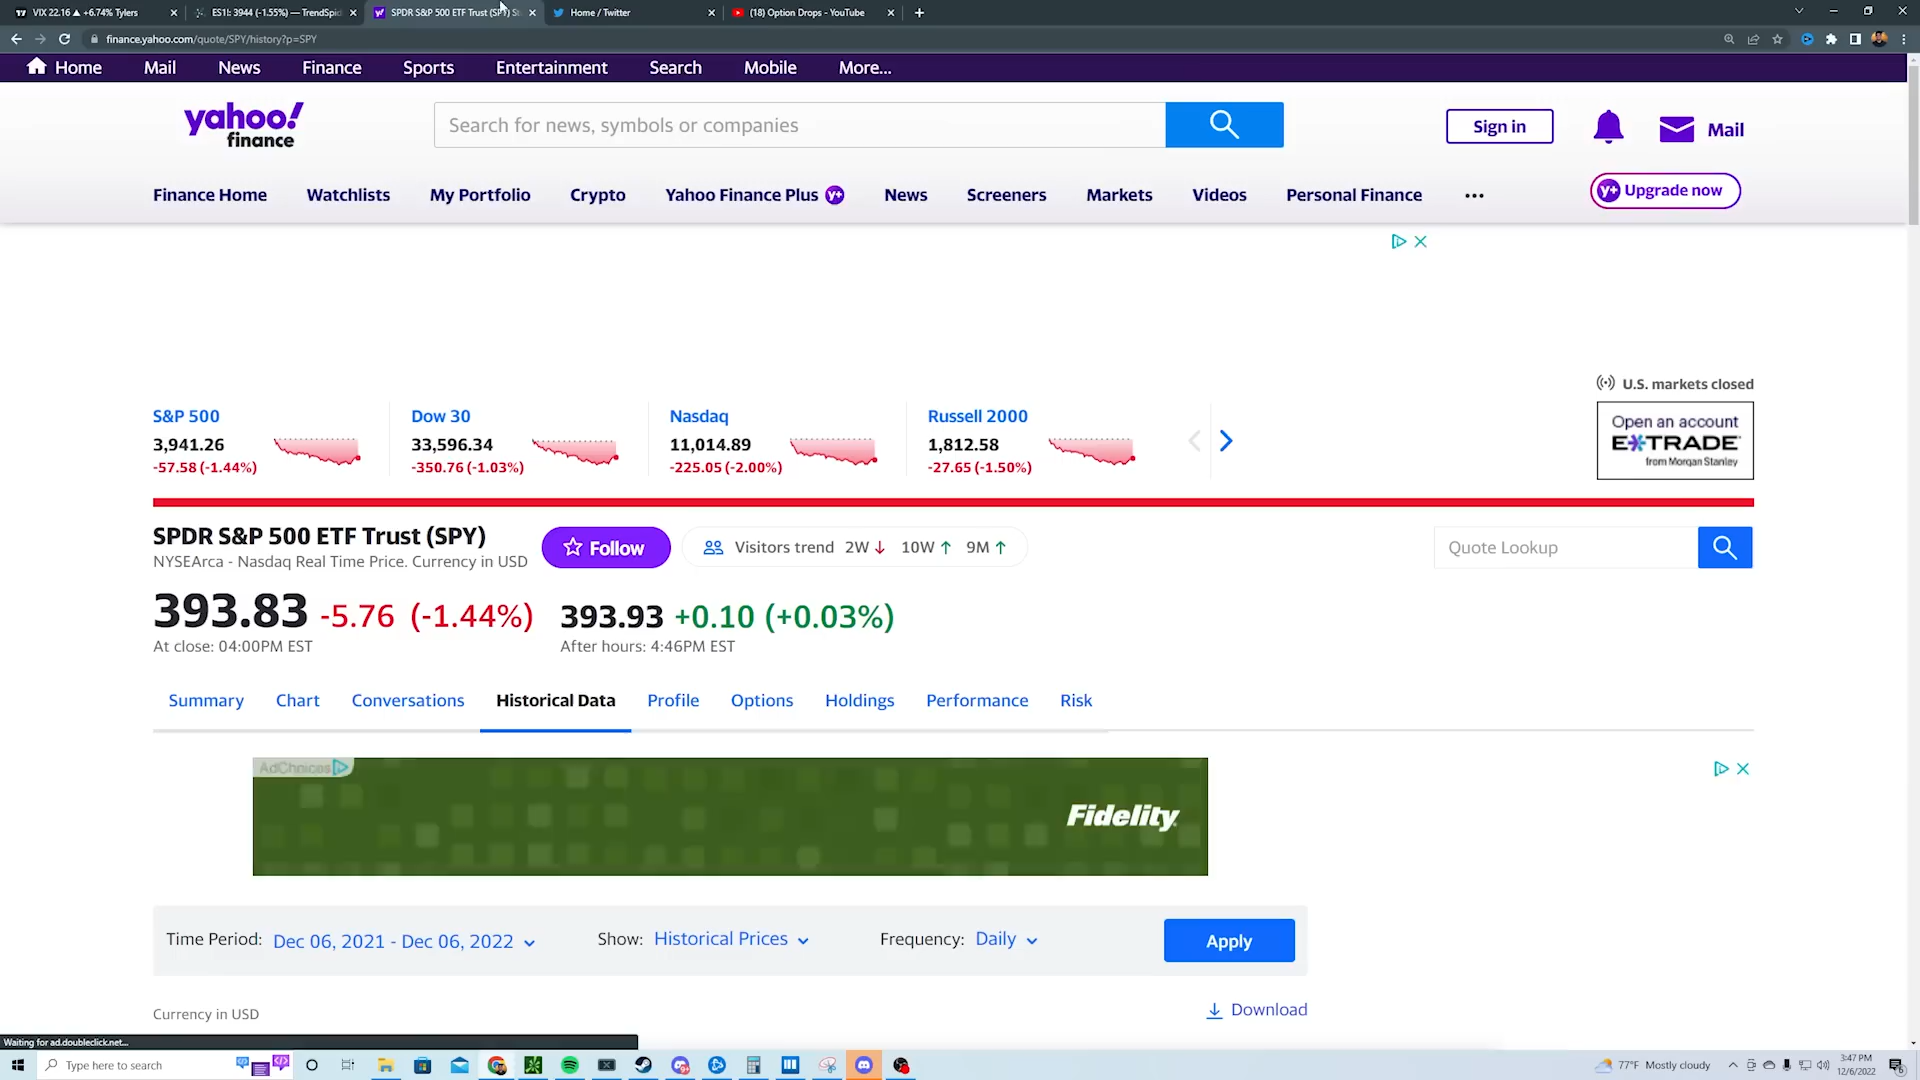 VIX 22.16 ▲ +6.74% Tylers
ES1!: 3944 (-1.55%) — TrendSpid
SPDR S&P 500 ETF Trust (SPY) St
Home / Twitter
(18) Option Drops - YouTube
finance.yahoo.com/quote/SPY/history?p=SPY
Home Mail News Finance Sports Entertainment Search Mobile More...
yahoo!
finance
Search for news, symbols or companies
Sign in
Mail
Finance Home Watchlists My Portfolio Crypto Yahoo Finance Plus y+ News Screeners Markets Videos Personal Finance ...
y+ Upgrade now
U.S. markets closed
S&P 500
3,941.26
-57.58 (-1.44%)
Dow 30
33,596.34
-350.76 (-1.03%)
Nasdaq
11,014.89
-225.05 (-2.00%)
Russell 2000
1,812.58
-27.65 (-1.50%)
Open an account
E*TRADE
from Morgan Stanley
SPDR S&P 500 ETF Trust (SPY)
NYSEArca - Nasdaq Real Time Price. Currency in USD
Follow
Visitors trend 2W ↓ 10W ↑ 9M ↑
Quote Lookup
393.83 -5.76 (-1.44%)
At close: 04:00PM EST
393.93 +0.10 (+0.03%)
After hours: 4:46PM EST
Summary Chart Conversations Historical Data Profile Options Holdings Performance Risk
AdChoices
Fidelity
Time Period: Dec 06, 2021 - Dec 06, 2022
Show: Historical Prices
Frequency: Daily
Apply
Currency in USD
Download
Waiting for ad.doubleclick.net...
Type here to search
77°F Mostly cloudy
3:47 PM
12/6/2022